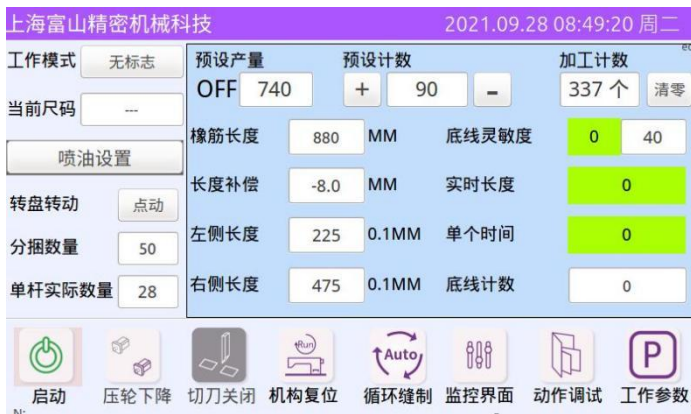 上海富山精密机械科技 2021.09.28 08:49:20 周二
工作模式 无标志
当前尺码 ---
喷油设置
转盘转动 点动
分捆数量 50
单杆实际数量 28
预设产量 预设计数 加工计数
OFF 740 + 90 - 337 个 清零
橡筋长度 880 MM 底线灵敏度 0 40
长度补偿 -8.0 MM 实时长度 0
左侧长度 225 0.1MM 单个时间 0
右侧长度 475 0.1MM 底线计数 0
Run Auto P
启动 压轮下降 切刀关闭 机构复位 循环缝制 监控界面 动作调试 工作参数